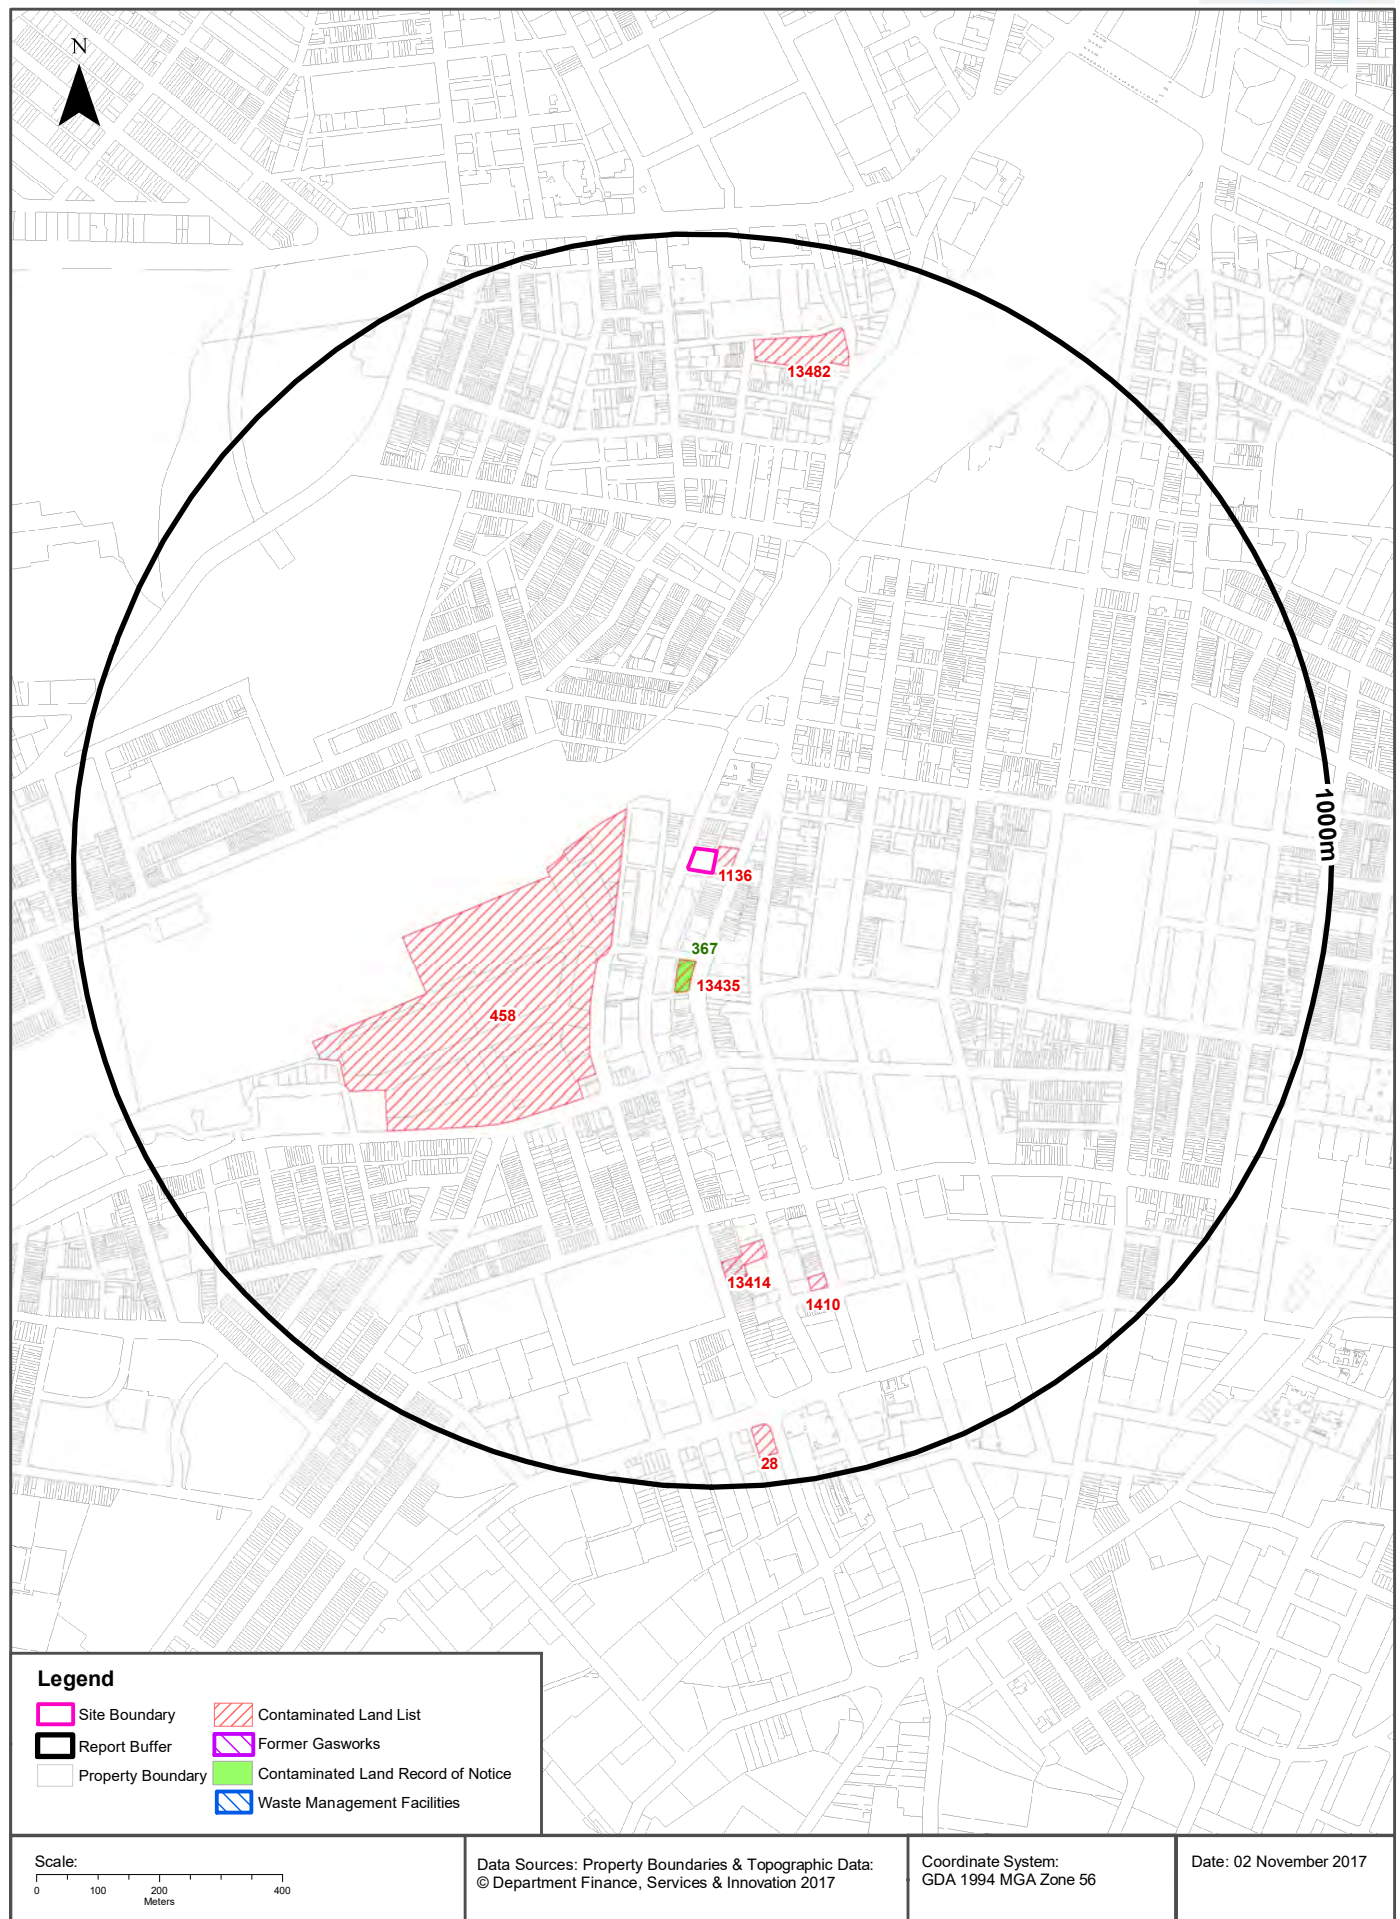 N
13482
1000m
1136
367
13435
458
13414
1410
28
Legend
Site Boundary
Report Buffer
Property Boundary
Contaminated Land List
Former Gasworks
Contaminated Land Record of Notice
Waste Management Facilities
Scale:
0 100 200 400
Meters
Data Sources: Property Boundaries & Topographic Data:
© Department Finance, Services & Innovation 2017
Coordinate System:
GDA 1994 MGA Zone 56
Date: 02 November 2017